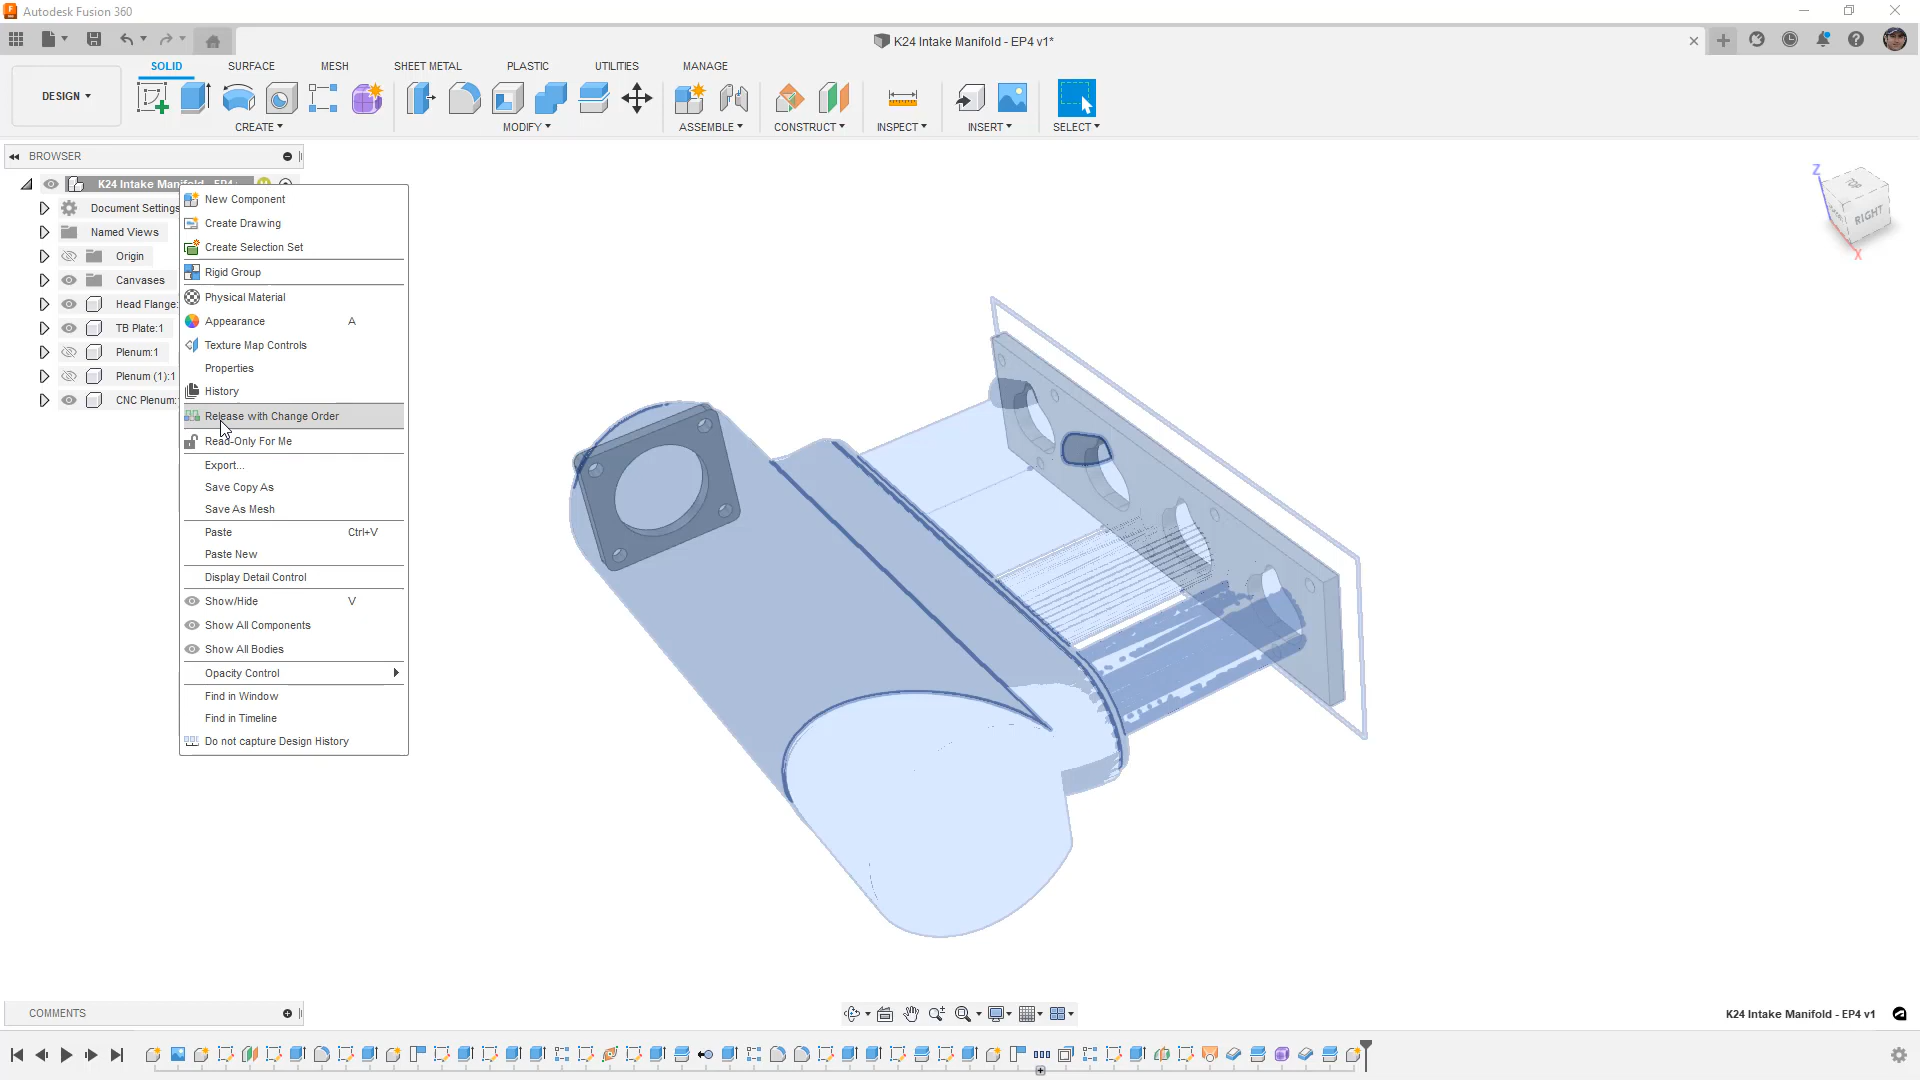 Autodesk Fusion 360
K24 Intake Manifold - EP4 v1*
DESIGN
SOLID
SURFACE
MESH
SHEET METAL
PLASTIC
UTILITIES
MANAGE
CREATE
MODIFY
ASSEMBLE
CONSTRUCT
INSPECT
INSERT
SELECT
BROWSER
K24 Intake Manifold - EP4
Document Settings
Named Views
Origin
Canvases
Head Flange:
TB Plate:1
Plenum:1
Plenum (1):1
CNC Plenum:
New Component
Create Drawing
Create Selection Set
Rigid Group
Physical Material
Appearance A
Texture Map Controls
Properties
History
Release with Change Order
Read-Only For Me
Export...
Save Copy As
Save As Mesh
Paste Ctrl+V
Paste New
Display Detail Control
Show/Hide V
Show All Components
Show All Bodies
Opacity Control
Find in Window
Find in Timeline
Do not capture Design History
Z
TOP
RIGHT
X
COMMENTS
K24 Intake Manifold - EP4 v1